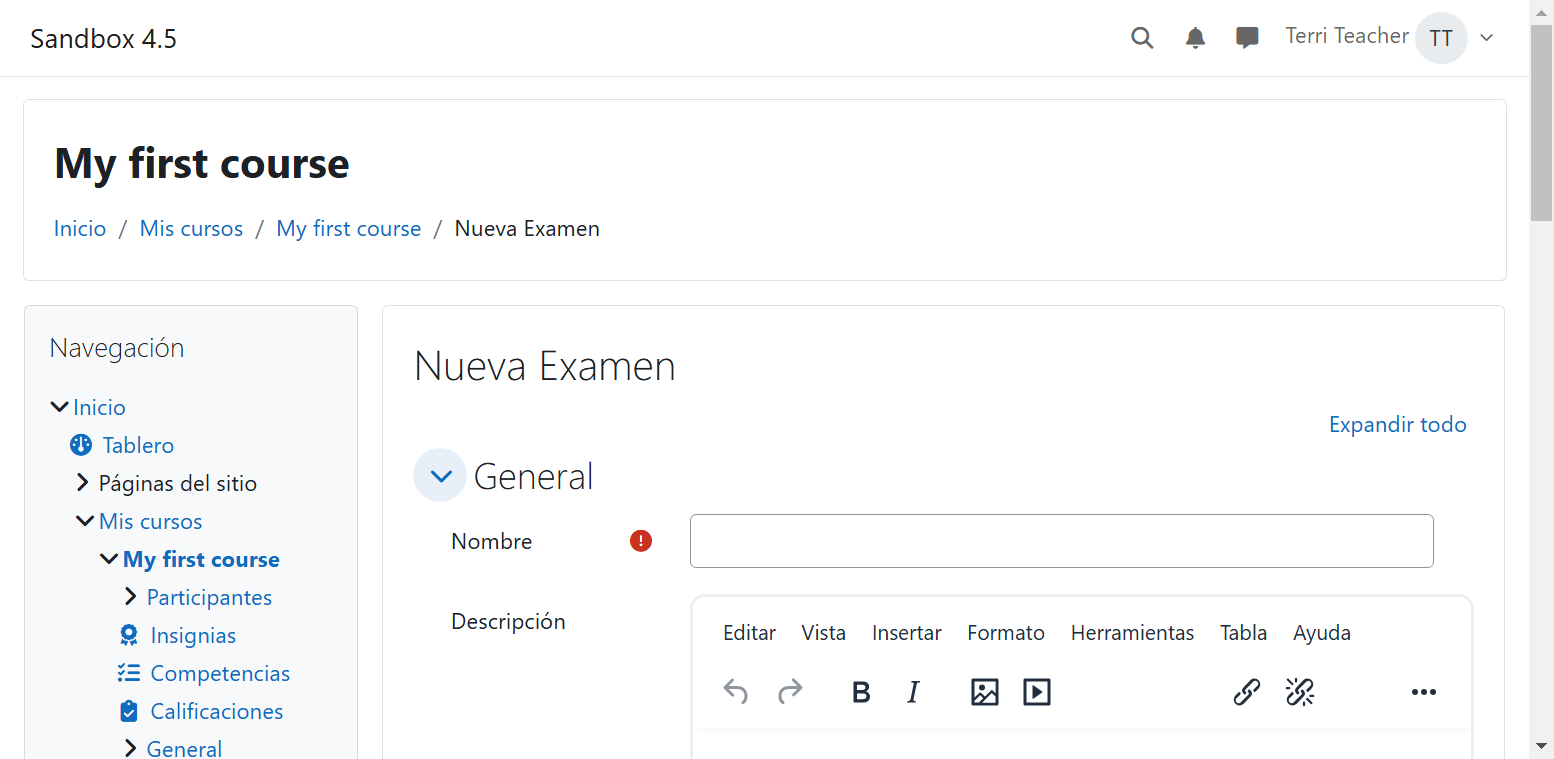 Sandbox 4.5
Terri Teacher TT
My first course
Inicio / Mis cursos / My first course / Nueva Examen
Navegación
Inicio
Tablero
Páginas del sitio
Mis cursos
My first course
Participantes
Insignias
Competencias
Calificaciones
General
Nueva Examen
Expandir todo
General
Nombre
Descripción
Editar Vista Insertar Formato Herramientas Tabla Ayuda
B I